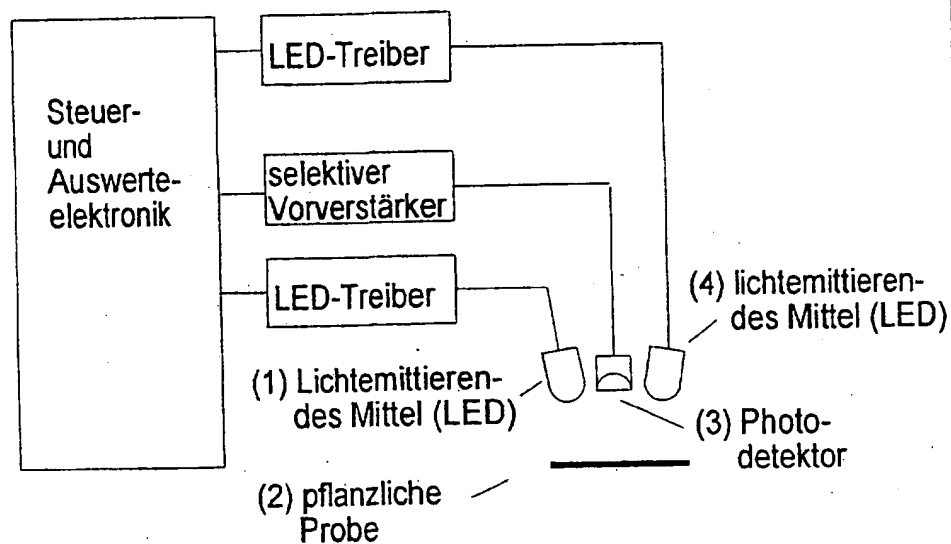 LED-Treiber
Steuer-
und
Auswerte-
elektronik
selektiver
Vorverstärker
LED-Treiber
(4) lichtemittieren-
des Mittel (LED)
(1) Lichtemittieren-
des Mittel (LED)
(3) Photo-
detektor
(2) pflanzliche
Probe